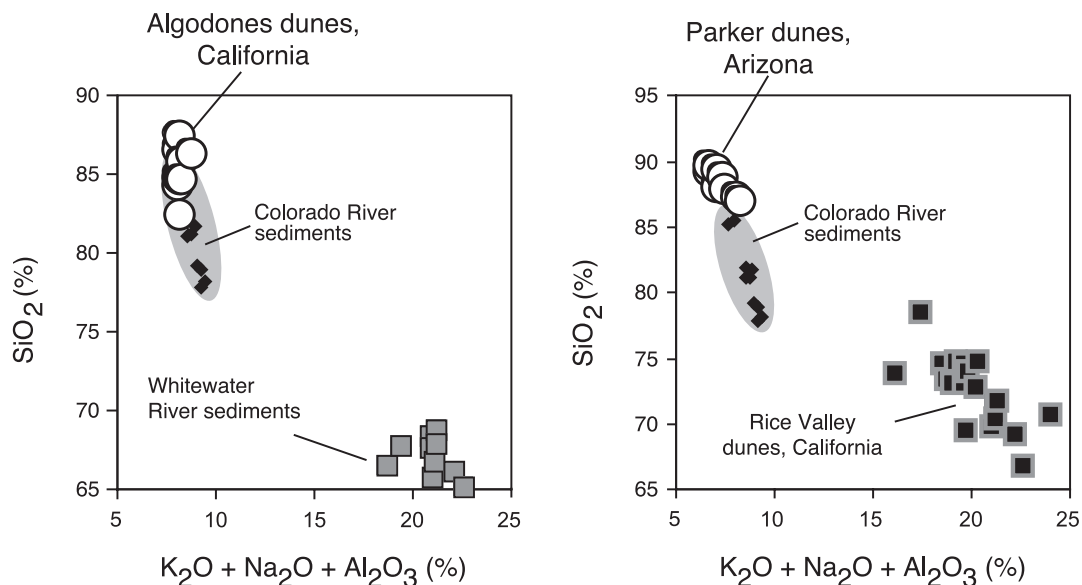 Algodones dunes,
California
90
85
80
75
70
65
SiO2 (%)
Colorado River
sediments
Whitewater
River sediments
5
10
15
20
25
K2O + Na2O + Al2O3 (%)
Parker dunes,
Arizona
95
90
85
80
75
70
65
SiO2 (%)
Colorado River
sediments
Rice Valley
dunes, California
5
10
15
20
25
K2O + Na2O + Al2O3 (%)